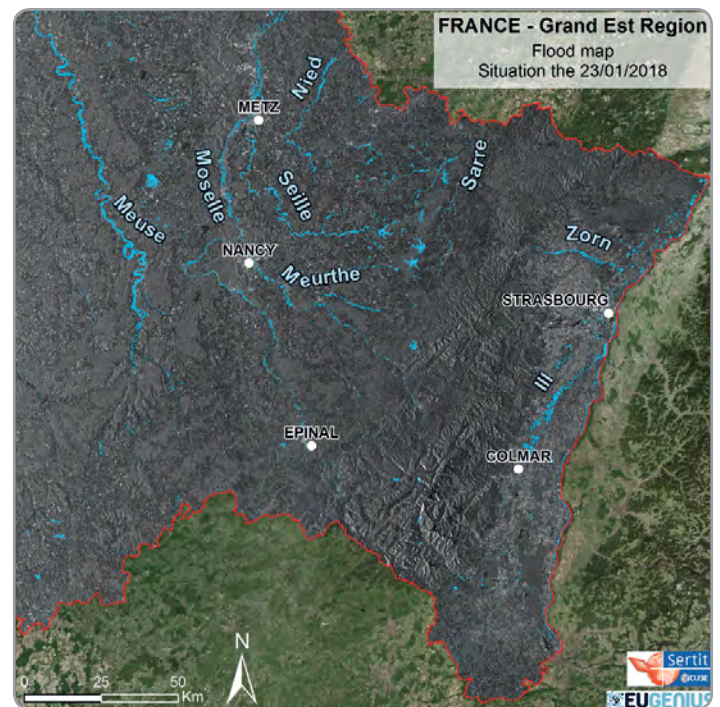 FRANCE - Grand Est Region
Flood map
Situation the 23/01/2018
Nied
METZ
Sarre
Moselle
Seille
Meuse
Zorn
NANCY
Meurthe
STRASBOURG
Ill
EPINAL
COLMAR
N
0 25 50
Km
Sertit
ICUBE
EUGENIUS